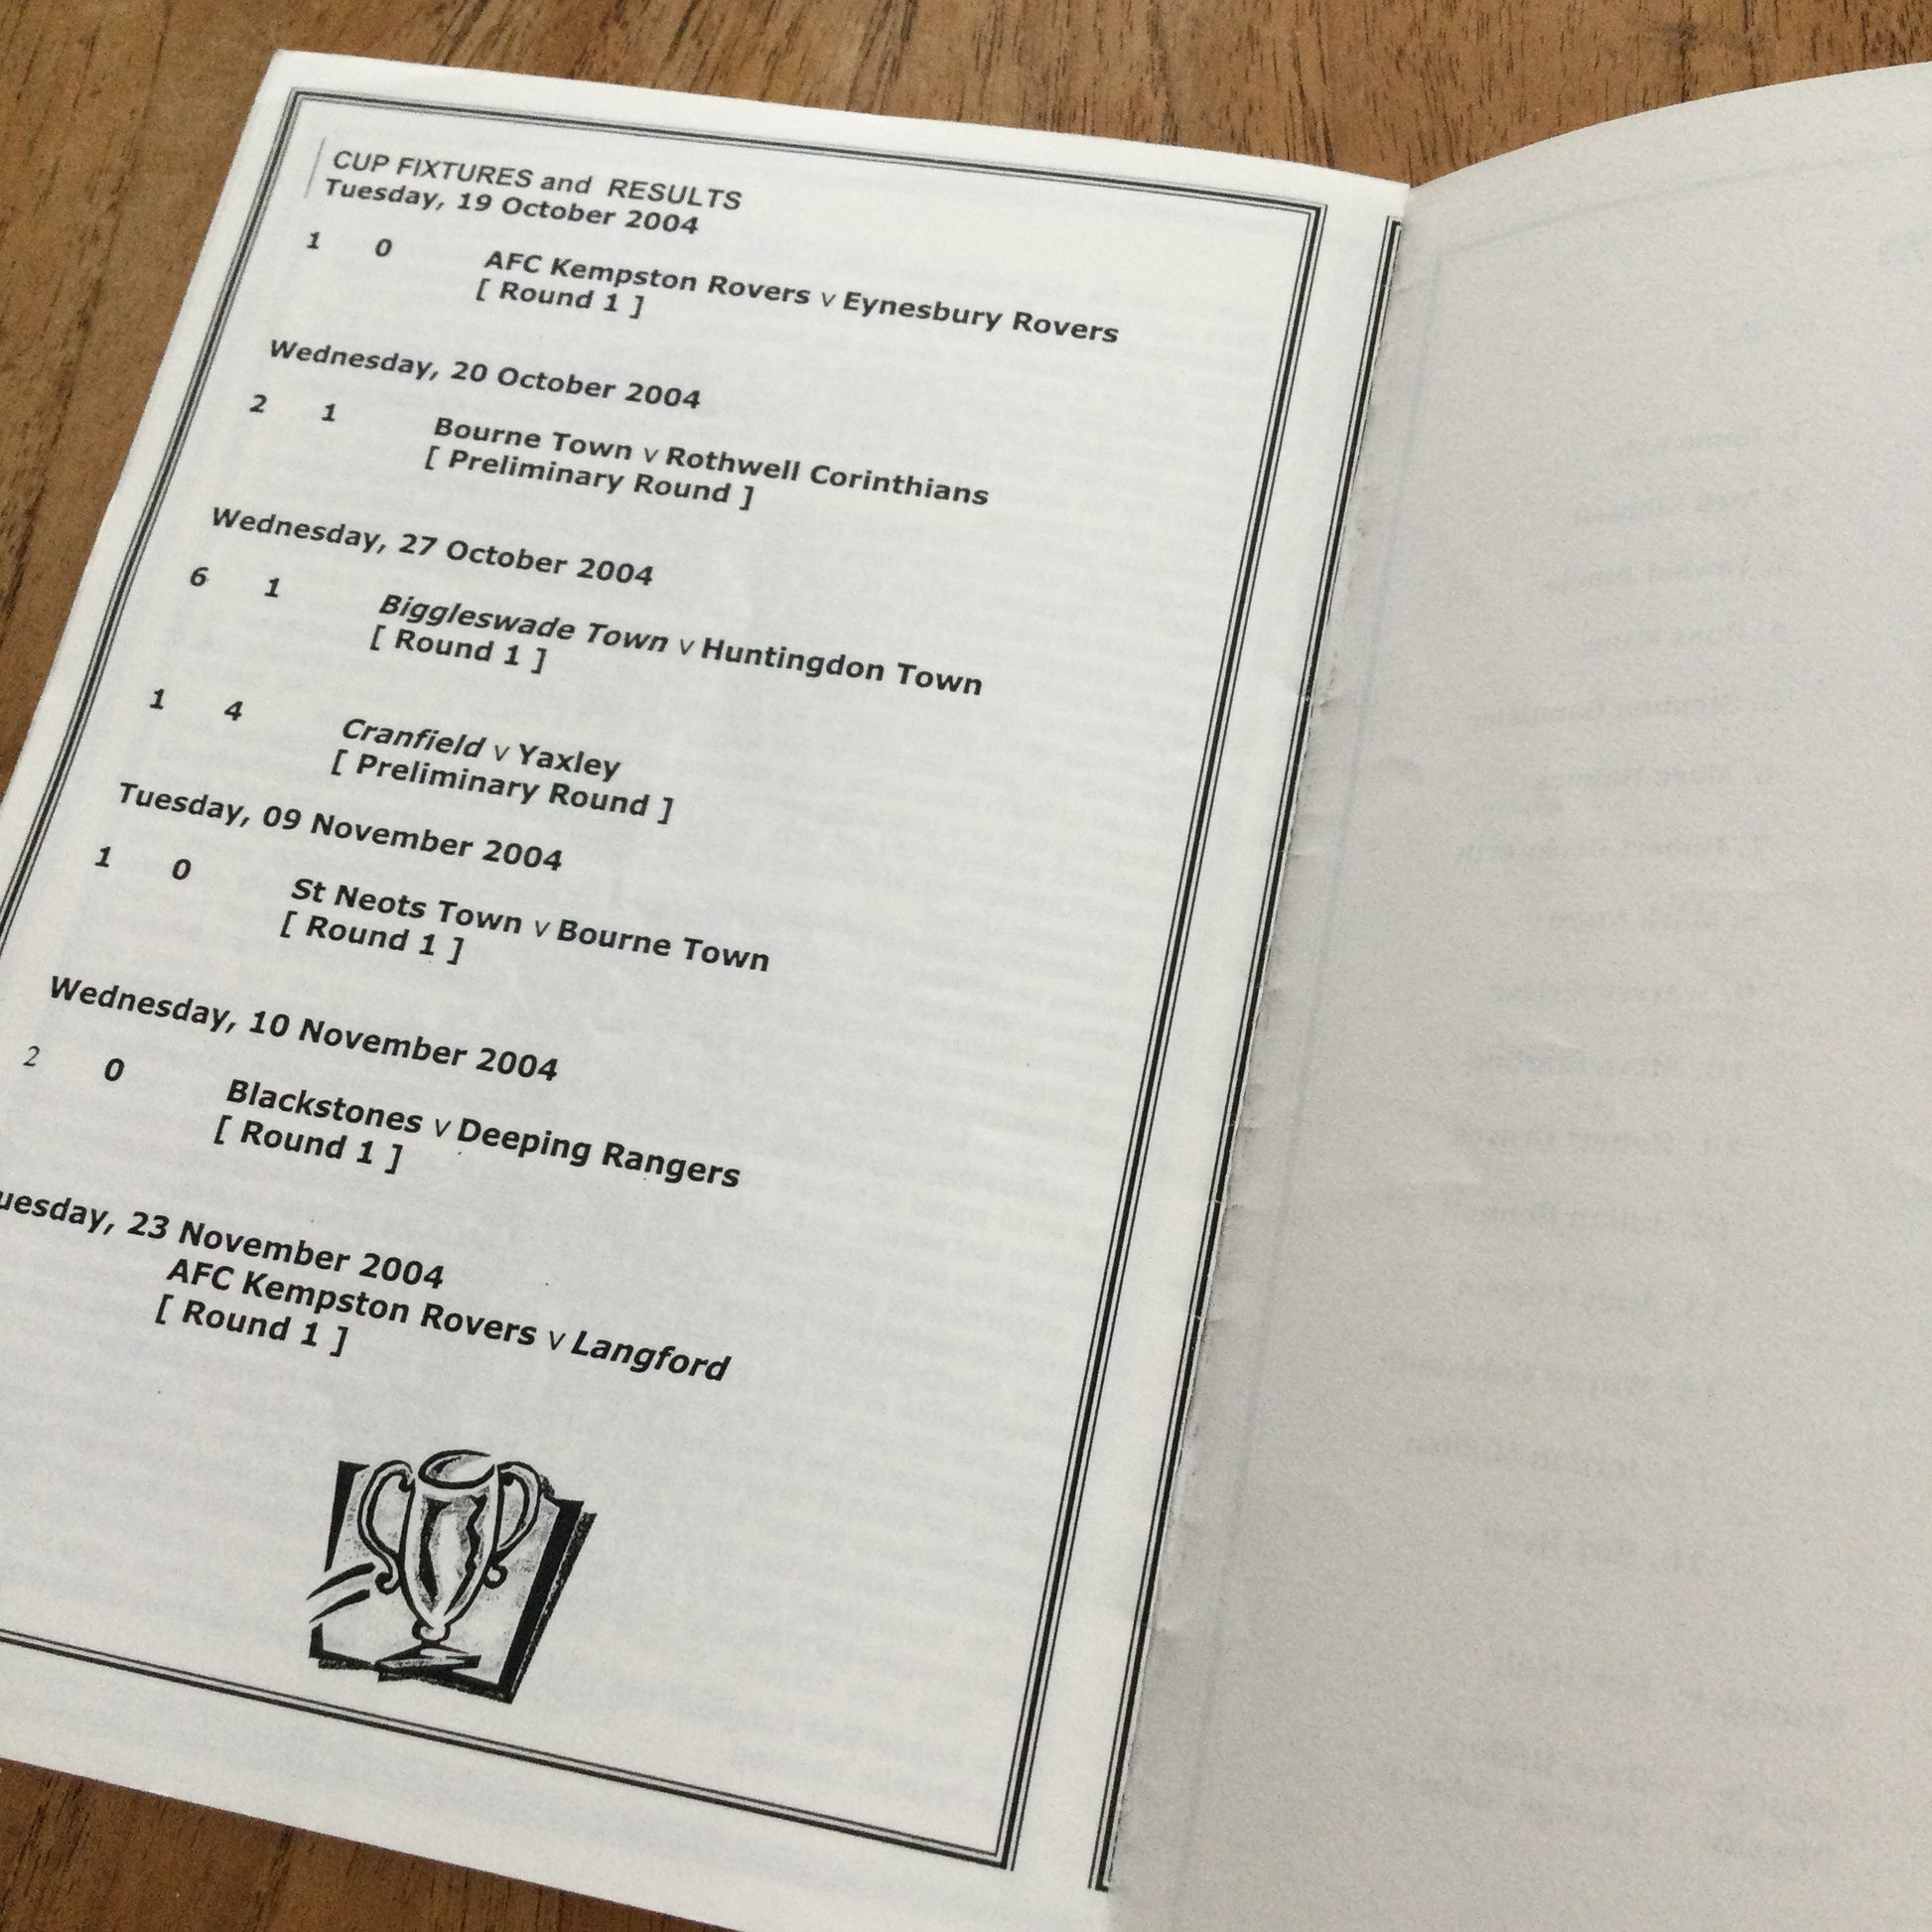 CUP FIXTURES and RESULTS
Tuesday, 19 October 2004
1 0 AFC Kempston Rovers v Eynesbury Rovers
[ Round 1 ]
Wednesday, 20 October 2004
2 1 Bourne Town v Rothwell Corinthians
[ Preliminary Round ]
Wednesday, 27 October 2004
6 1 Biggleswade Town v Huntingdon Town
[ Round 1 ]
1 4 Cranfield v Yaxley
[ Preliminary Round ]
Tuesday, 09 November 2004
1 0 St Neots Town v Bourne Town
[ Round 1 ]
Wednesday, 10 November 2004
2 0 Blackstones v Deeping Rangers
[ Round 1 ]
uesday, 23 November 2004
AFC Kempston Rovers v Langford
[ Round 1 ]